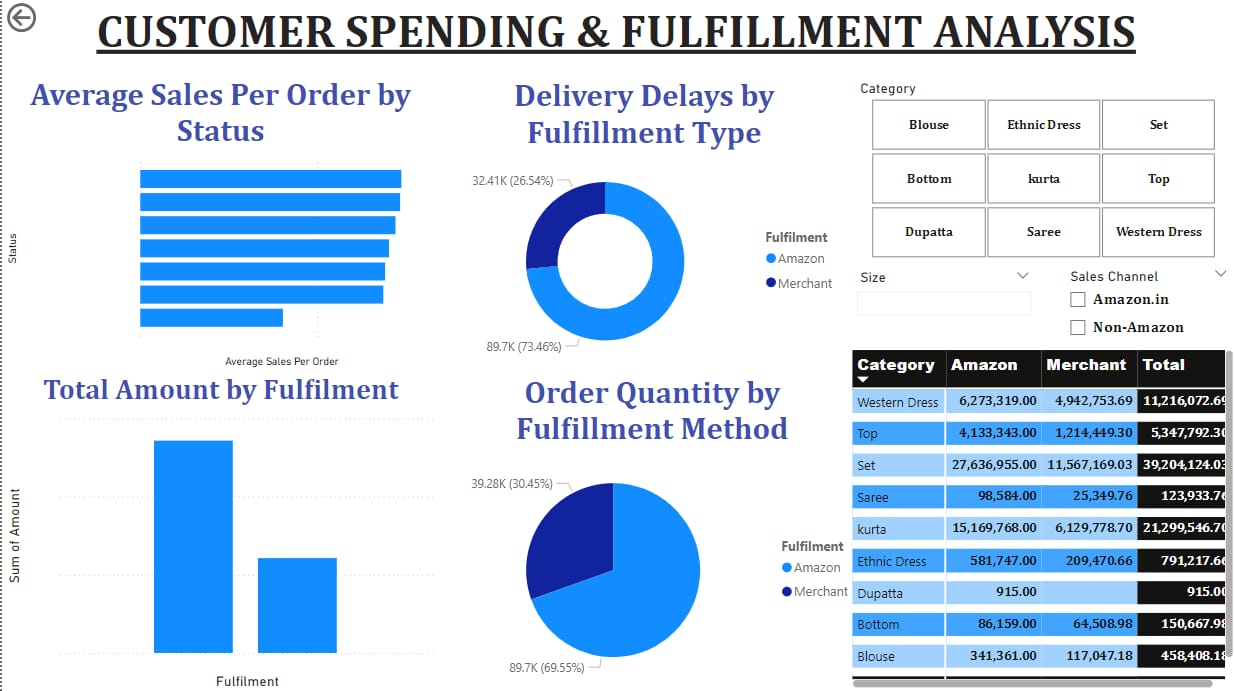 CUSTOMER SPENDING & FULFILLMENT ANALYSIS
Average Sales Per Order by
Status
Status
Average Sales Per Order
Delivery Delays by
Fulfillment Type
32.41K (26.54%)
89.7K (73.46%)
Fulfilment
Amazon
Merchant
Category
Blouse Ethnic Dress Set
Bottom kurta Top
Dupatta Saree Western Dress
Size
Sales Channel
Amazon.in
Non-Amazon
Total Amount by Fulfilment
Sum of Amount
Fulfilment
Order Quantity by
Fulfillment Method
39.28K (30.45%)
89.7K (69.55%)
Fulfilment
Amazon
Merchant
Category Amazon Merchant Total
Western Dress 6,273,319.00 4,942,753.69 11,216,072.69
Top 4,133,343.00 1,214,449.30 5,347,792.30
Set 27,636,955.00 11,567,169.03 39,204,124.03
Saree 98,584.00 25,349.76 123,933.76
kurta 15,169,768.00 6,129,778.70 21,299,546.70
Ethnic Dress 581,747.00 209,470.66 791,217.66
Dupatta 915.00 915.00
Bottom 86,159.00 64,508.98 150,667.98
Blouse 341,361.00 117,047.18 458,408.18